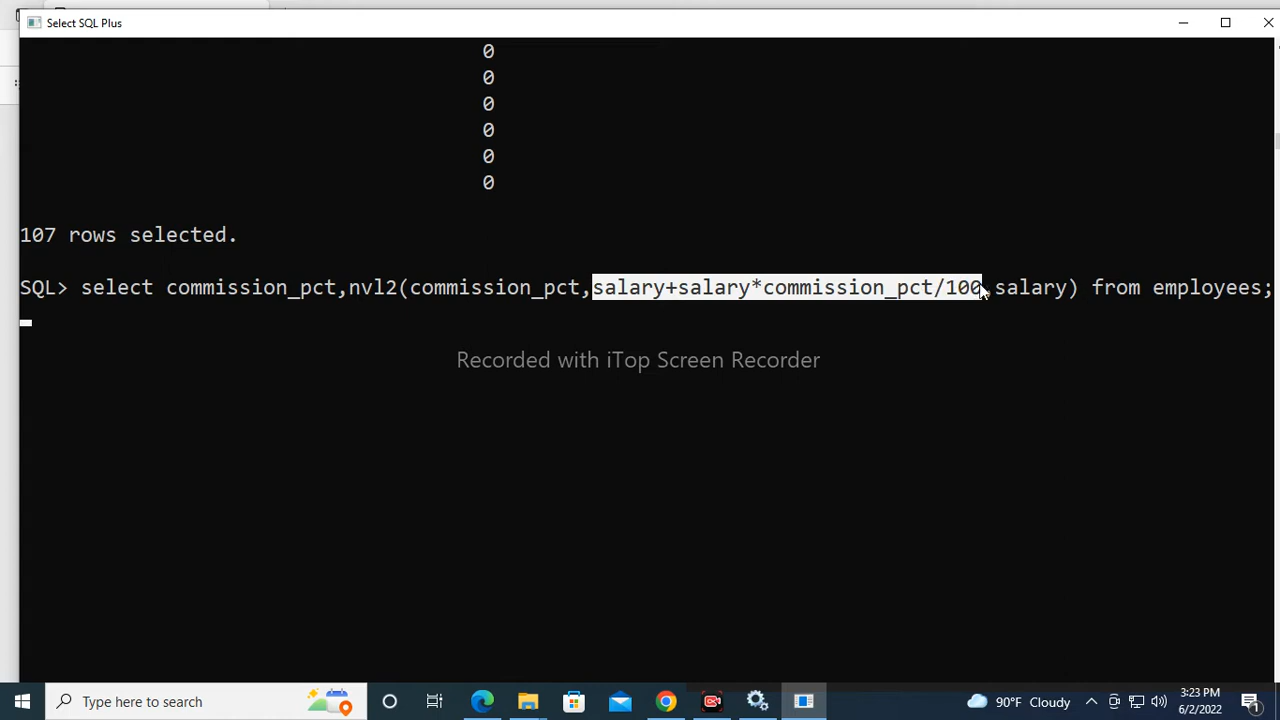 Select SQL Plus
0
0
0
0
0
0
107 rows selected.
SQL> select commission_pct,nvl2(commission_pct,salary+salary*commission_pct/100,salary) from employees;
Recorded with iTop Screen Recorder
Type here to search
90°F Cloudy
3:23 PM
6/2/2022
1